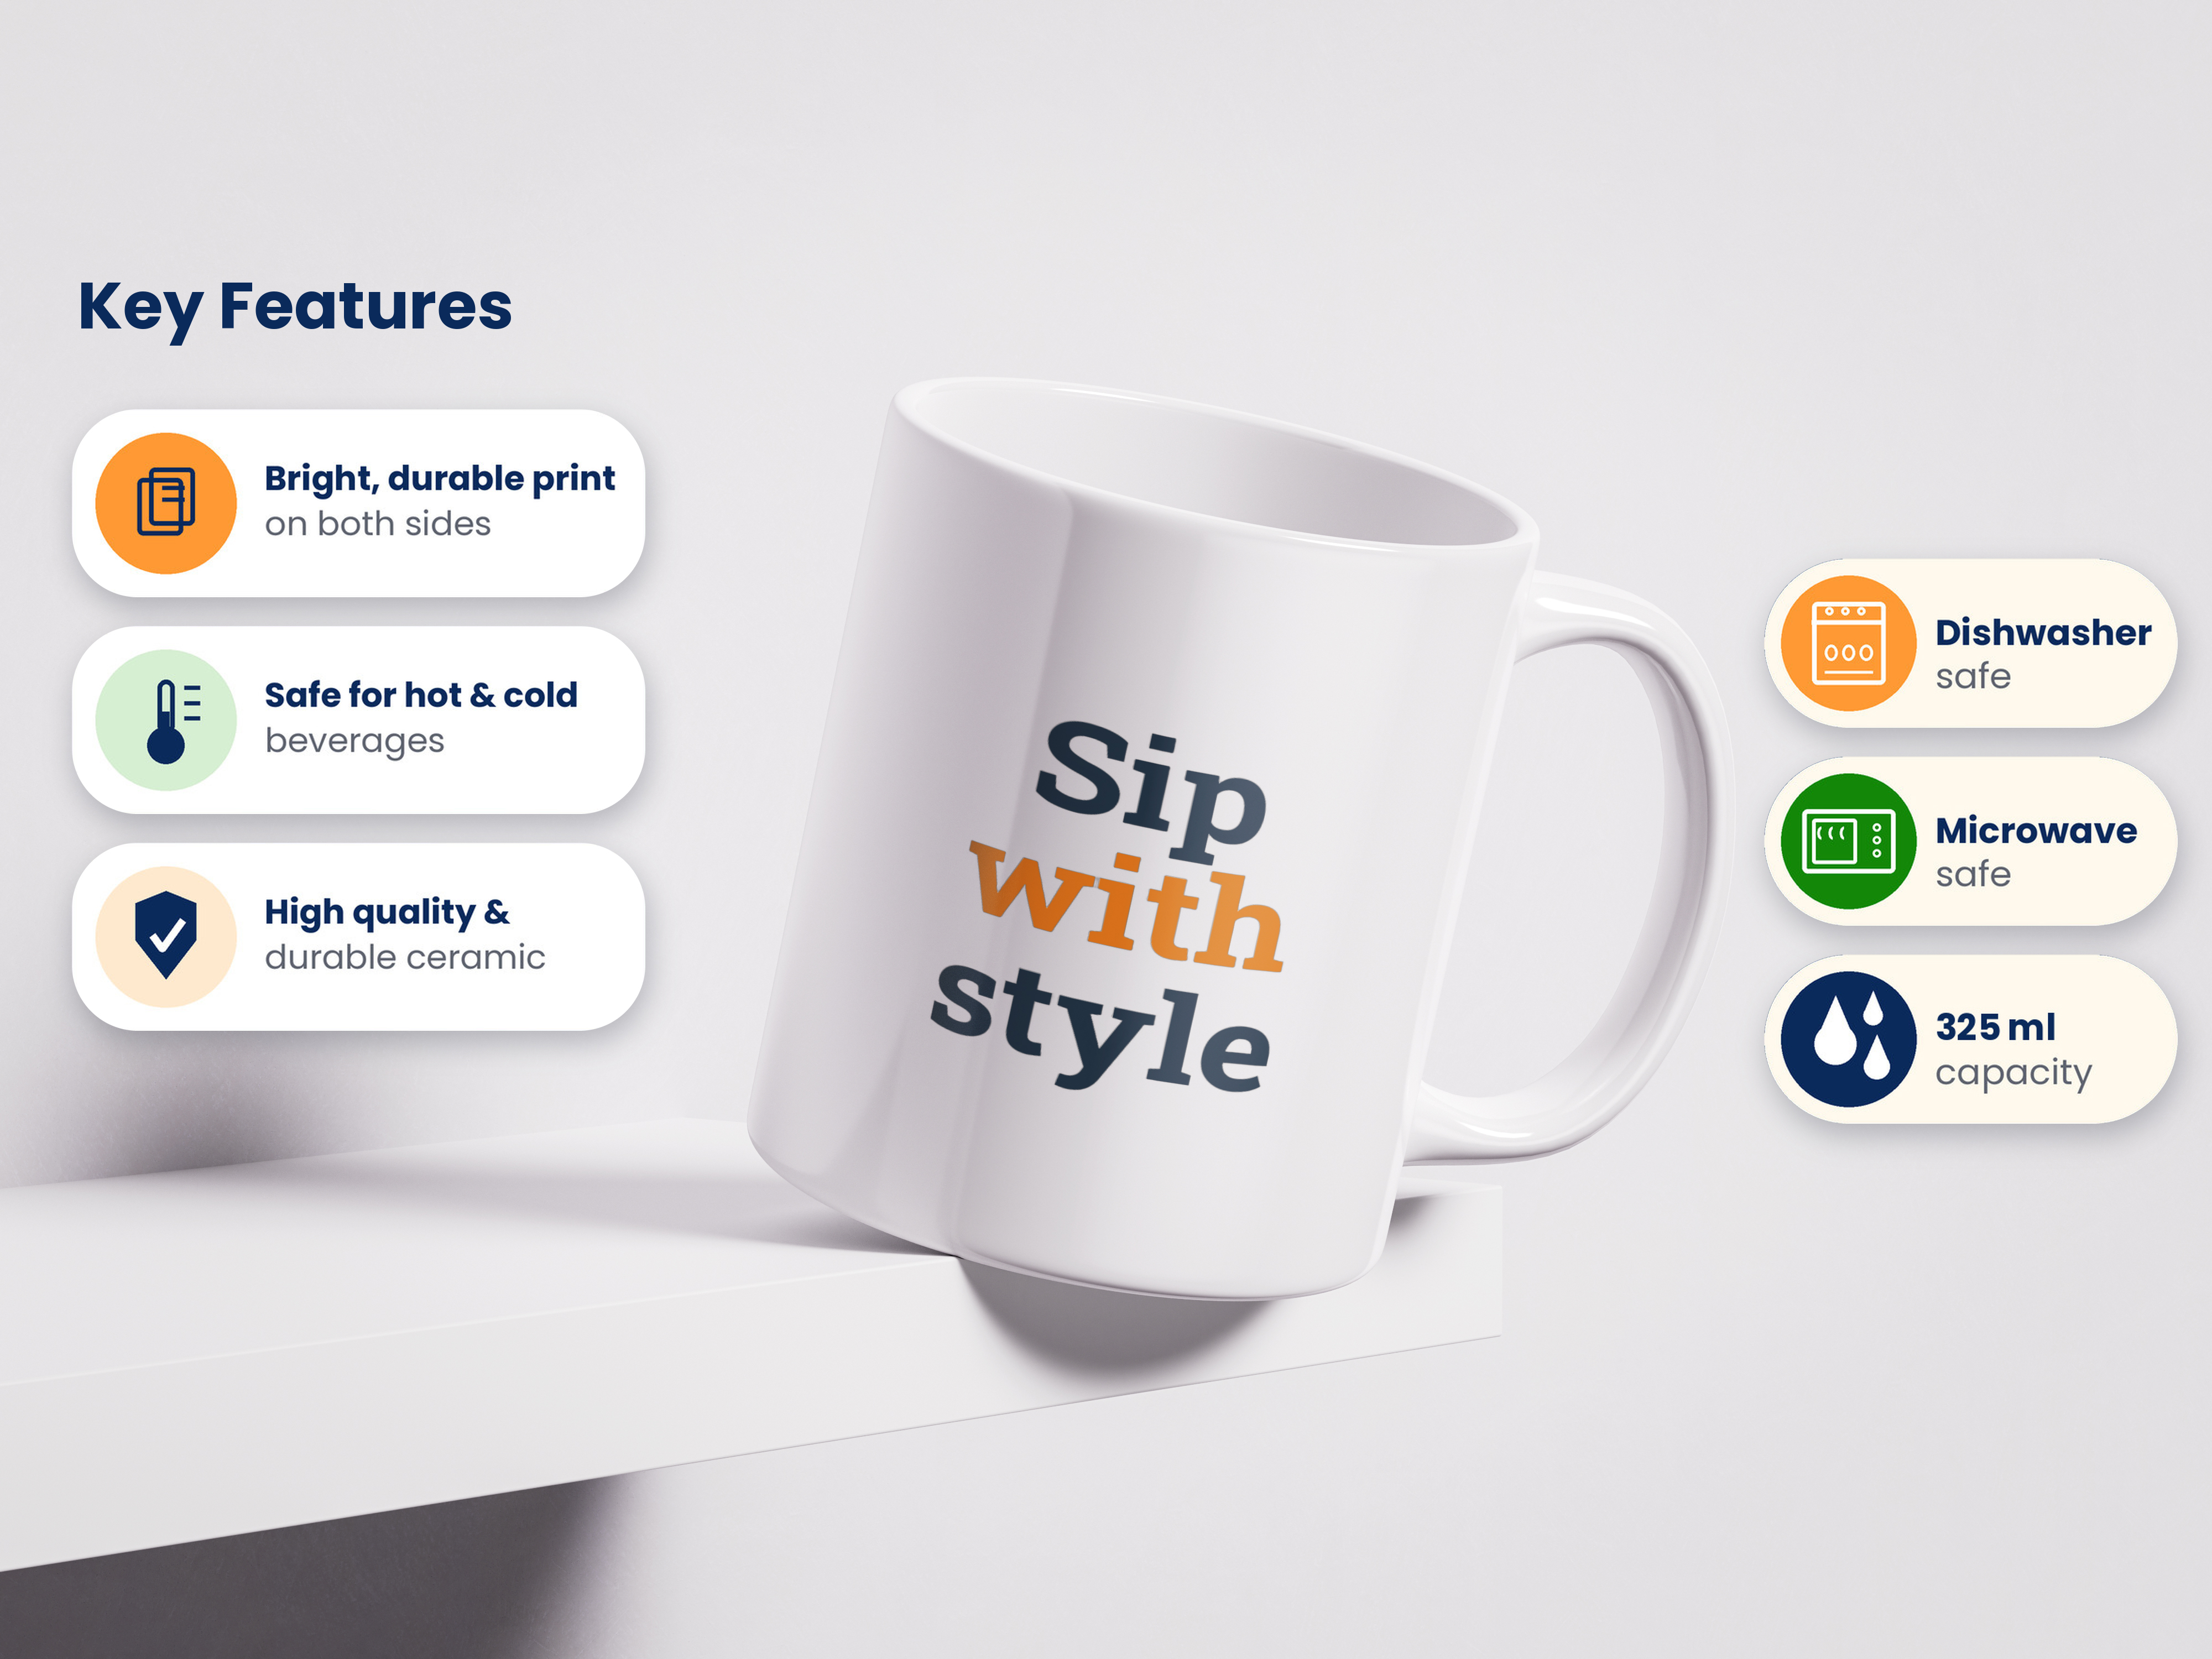 Key Features
Bright, durable print
on both sides
Safe for hot & cold
beverages
High quality &
durable ceramic
Sip
with
style
Dishwasher
safe
Microwave
safe
325 ml
capacity